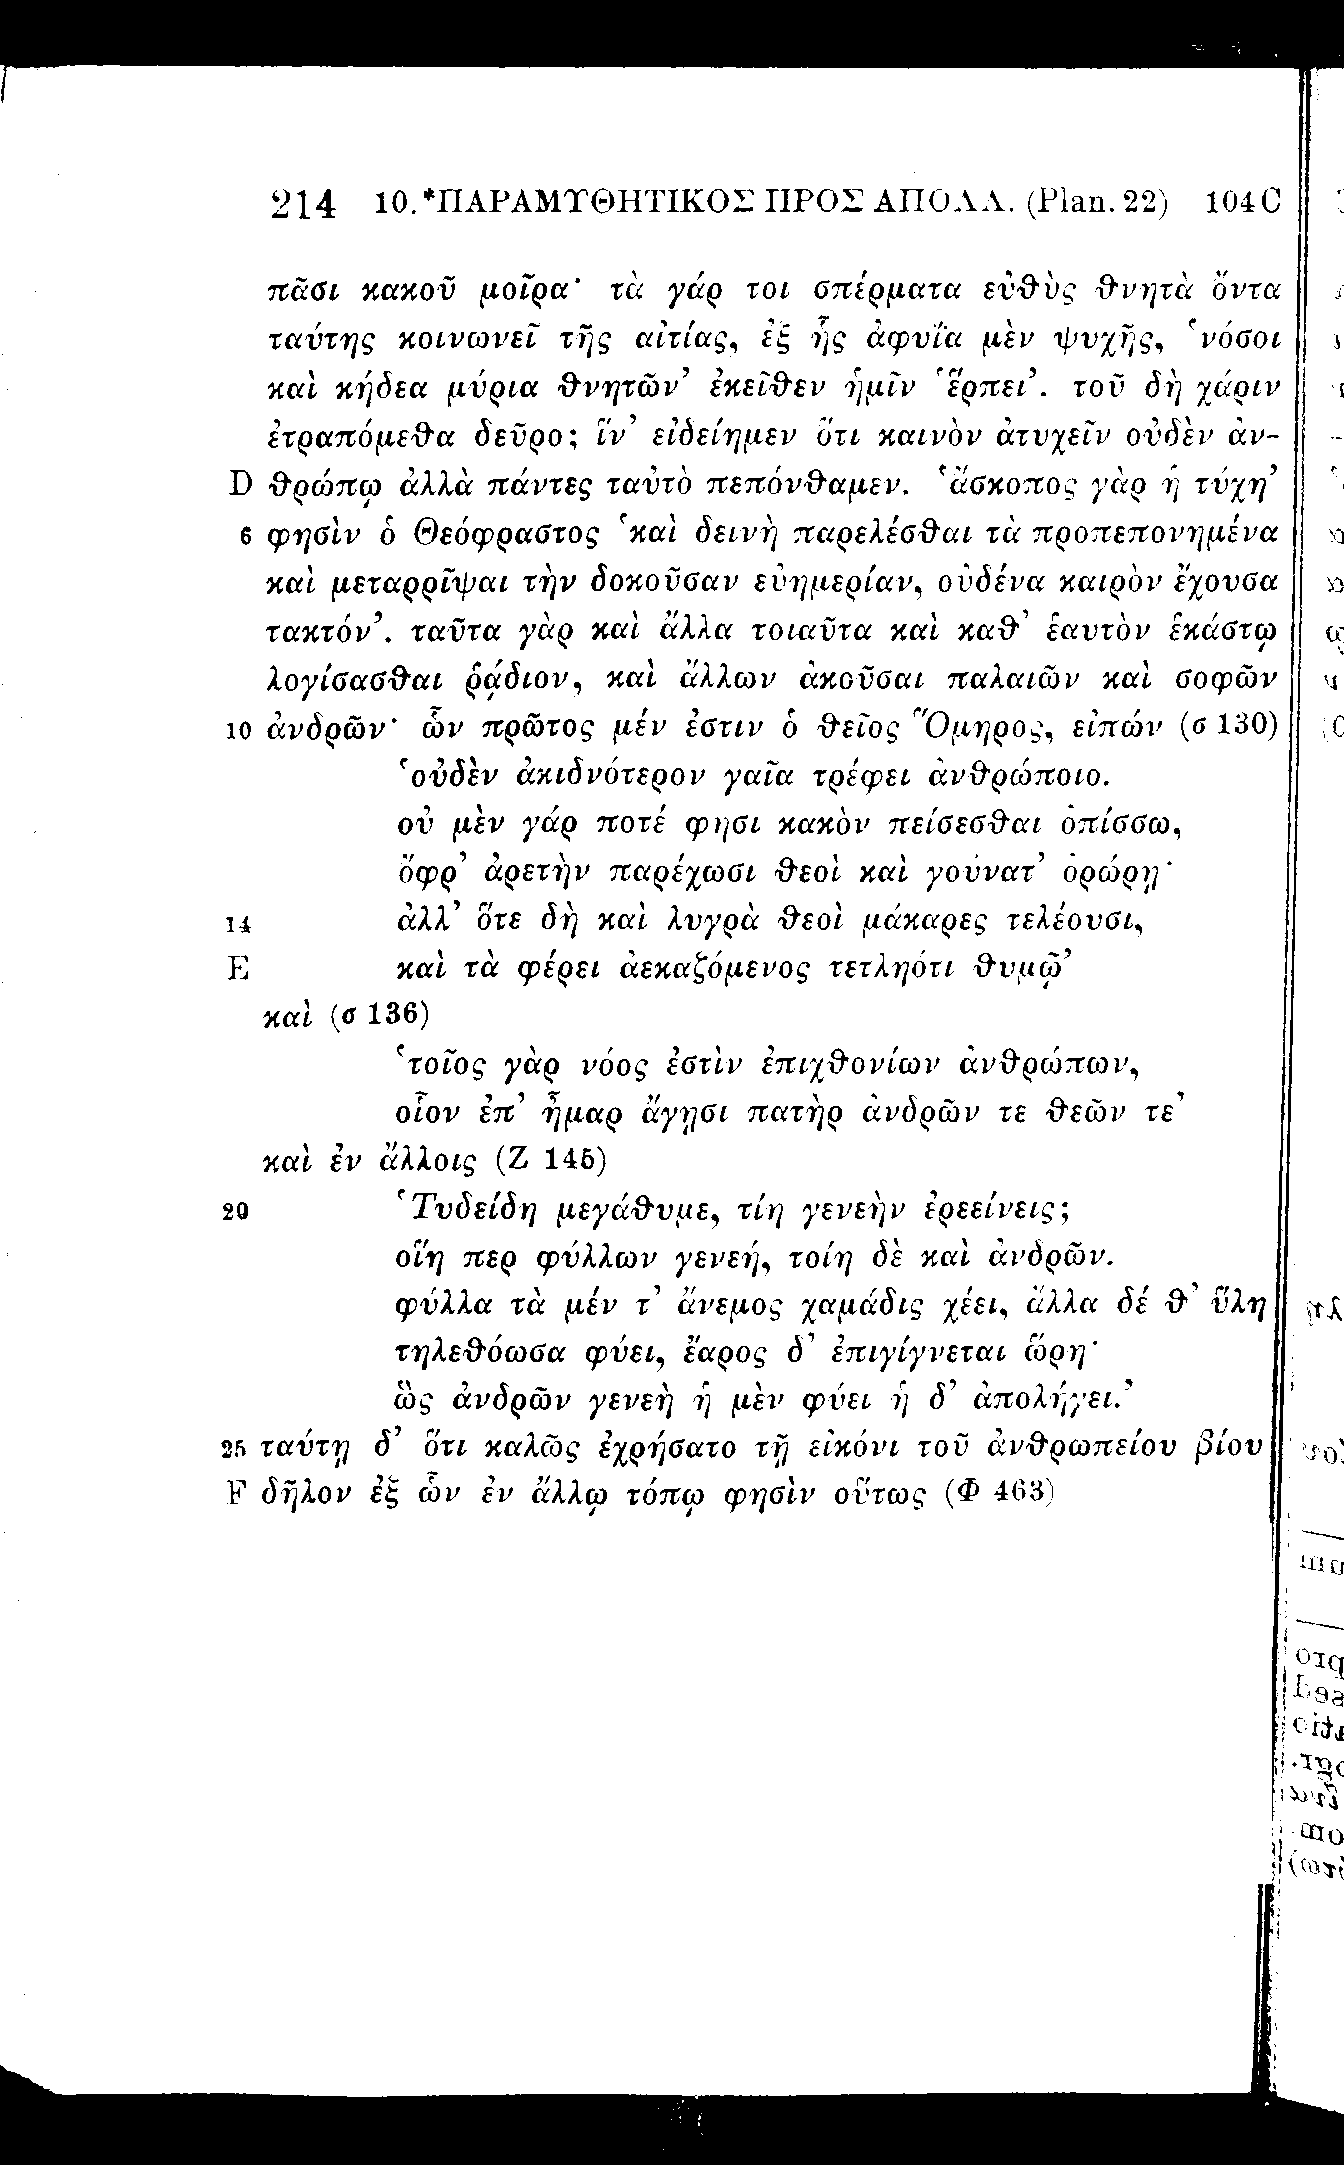 214 10.*ΠΑΡΑΜΥΘΗΤΙΚΟΣ ΠΡΟΣ ΑΠΟΛΛ. (Plan. 22) 104 C
πᾶσι κακοῦ μοῖρα· τὰ γάρ τοι σπέρματα εὐθὺς θνητὰ ὄντα
ταύτης κοινωνεῖ τῆς αἰτίας, ἐξ ἧς ἀφυΐα μὲν ψυχῆς, ‘νόσοι
καὶ κήδεα μύρια θνητῶν’ ἐκεῖθεν ἡμῖν ‘ἕρπει’. τοῦ δὴ χάριν
ἐτραπόμεθα δεῦρο; ἵν’ εἰδείημεν ὅτι καινὸν ἀτυχεῖν οὐδὲν ἀν-
D θρώπῳ ἀλλὰ πάντες ταὐτὸ πεπόνθαμεν. ‘ἄσκοπος γὰρ ἡ τύχη’
6 φησὶν ὁ Θεόφραστος ‘καὶ δεινὴ παρελέσθαι τὰ προπεπονημένα
καὶ μεταρρῖψαι τὴν δοκοῦσαν εὐημερίαν, οὐδένα καιρὸν ἔχουσα
τακτόν’. ταῦτα γὰρ καὶ ἄλλα τοιαῦτα καὶ καθ’ ἑαυτὸν ἑκάστῳ
λογίσασθαι ῥᾴδιον, καὶ ἄλλων ἀκοῦσαι παλαιῶν καὶ σοφῶν
10 ἀνδρῶν· ὧν πρῶτος μέν ἐστιν ὁ θεῖος Ὅμηρος, εἰπών (σ 130)
‘οὐδὲν ἀκιδνότερον γαῖα τρέφει ἀνθρώποιο.
οὐ μὲν γάρ ποτέ φησι κακὸν πείσεσθαι ὀπίσσω,
ὄφρ’ ἀρετὴν παρέχωσι θεοὶ καὶ γούνατ’ ὀρώρῃ·
14 ἀλλ’ ὅτε δὴ καὶ λυγρὰ θεοὶ μάκαρες τελέουσι,
E καὶ τὰ φέρει ἀεκαζόμενος τετληότι θυμῷ’
καὶ (σ 136)
‘τοῖος γὰρ νόος ἐστὶν ἐπιχθονίων ἀνθρώπων,
οἷον ἐπ’ ἦμαρ ἄγῃσι πατὴρ ἀνδρῶν τε θεῶν τε’
καὶ ἐν ἄλλοις (Ζ 145)
20 ‘Τυδείδη μεγάθυμε, τίη γενεὴν ἐρεείνεις;
οἵη περ φύλλων γενεή, τοίη δὲ καὶ ἀνδρῶν.
φύλλα τὰ μέν τ’ ἄνεμος χαμάδις χέει, ἄλλα δέ θ’ ὕλη
τηλεθόωσα φύει, ἔαρος δ’ ἐπιγίγνεται ὥρη·
ὣς ἀνδρῶν γενεὴ ἡ μὲν φύει ἡ δ’ ἀπολήγει.’
25 ταύτῃ δ’ ὅτι καλῶς ἐχρήσατο τῇ εἰκόνι τοῦ ἀνθρωπείου βίου
F δῆλον ἐξ ὧν ἐν ἄλλῳ τόπῳ φησὶν οὕτως (Φ 463)